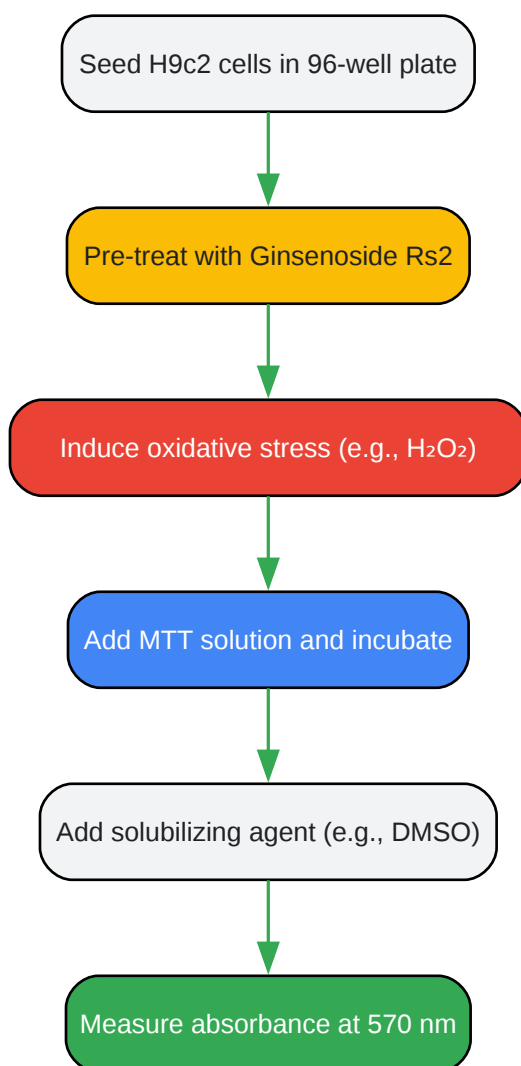 Seed H9c2 cells in 96-well plate
Pre-treat with Ginsenoside Rs2
Induce oxidative stress (e.g., H₂O₂)
Add MTT solution and incubate
Add solubilizing agent (e.g., DMSO)
Measure absorbance at 570 nm